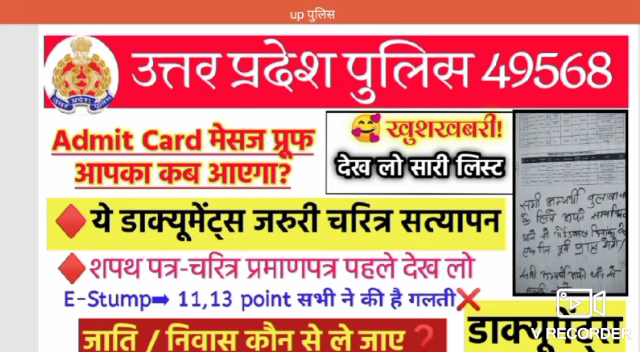 up पुलिस
उत्तर प्रदेश पुलिस 49568
Admit Card मेसज प्रूफ
आपका कब आएगा?
खुशखबरी!
देख लो सारी लिस्ट
ये डाक्यूमेंट्स जरुरी चरित्र सत्यापन
शपथ पत्र-चरित्र प्रमाणपत्र पहले देख लो
E-Stump➡ 11,13 point सभी ने की है गलती❌
जाति / निवास कौन से ले जाए ?
डाक्यूमेंट्स
V RECORDER